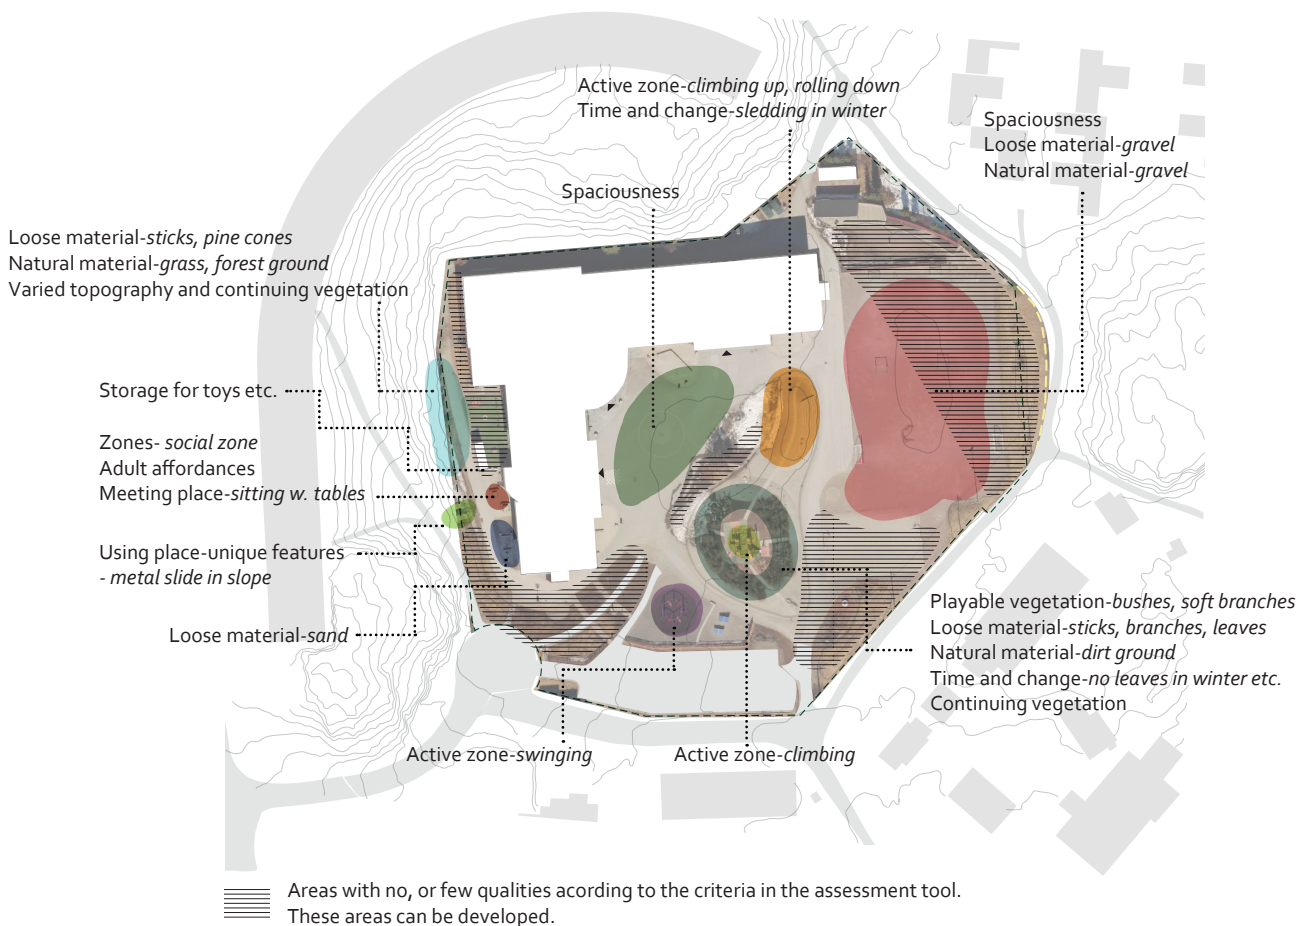 Active zone-climbing up, rolling down
Time and change-sledding in winter
Spaciousness
Loose material-gravel
Natural material-gravel
Spaciousness
Loose material-sticks, pine cones
Natural material-grass, forest ground
Varied topography and continuing vegetation
Storage for toys etc.
Zones- social zone
Adult affordances
Meeting place-sitting w. tables
Using place-unique features
- metal slide in slope
Loose material-sand
Playable vegetation-bushes, soft branches
Loose material-sticks, branches, leaves
Natural material-dirt ground
Time and change-no leaves in winter etc.
Continuing vegetation
Active zone-swinging
Active zone-climbing
Areas with no, or few qualities acording to the criteria in the assessment tool.
These areas can be developed.